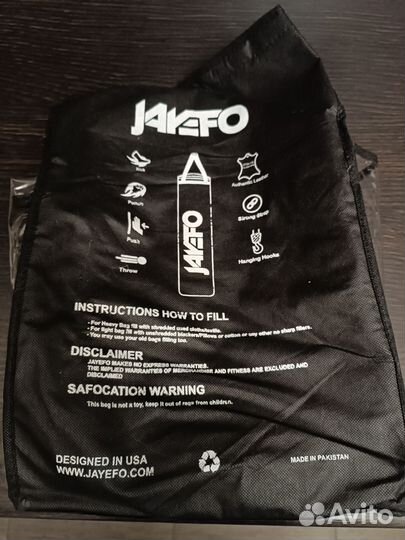 JAYEFO
Kick
Authentic Leather
Punch
Strong Strap
Push
JAYEFO
Throw
Hanging Hooks
INSTRUCTIONS HOW TO FILL
- For Heavy Bag fill with shredded used cloths/textile.
- For light bag fill with unshredded blackers/Pillows or cotton or any other no sharp fillers.
- You may use your old bags filling too.
DISCLAIMER
JAYEFO MAKES NO EXPRESS WARRANTIES.
THE IMPLIED WARRANTIES OF MERCHANDISER AND FITNESS ARE EXCLUDED AND
DISCLAIMED
SAFOCATION WARNING
This bag is not a toy, keep it out of rage from children.
DESIGNED IN USA
WWW.JAYEFO.COM
MADE IN PAKISTAN
Avito